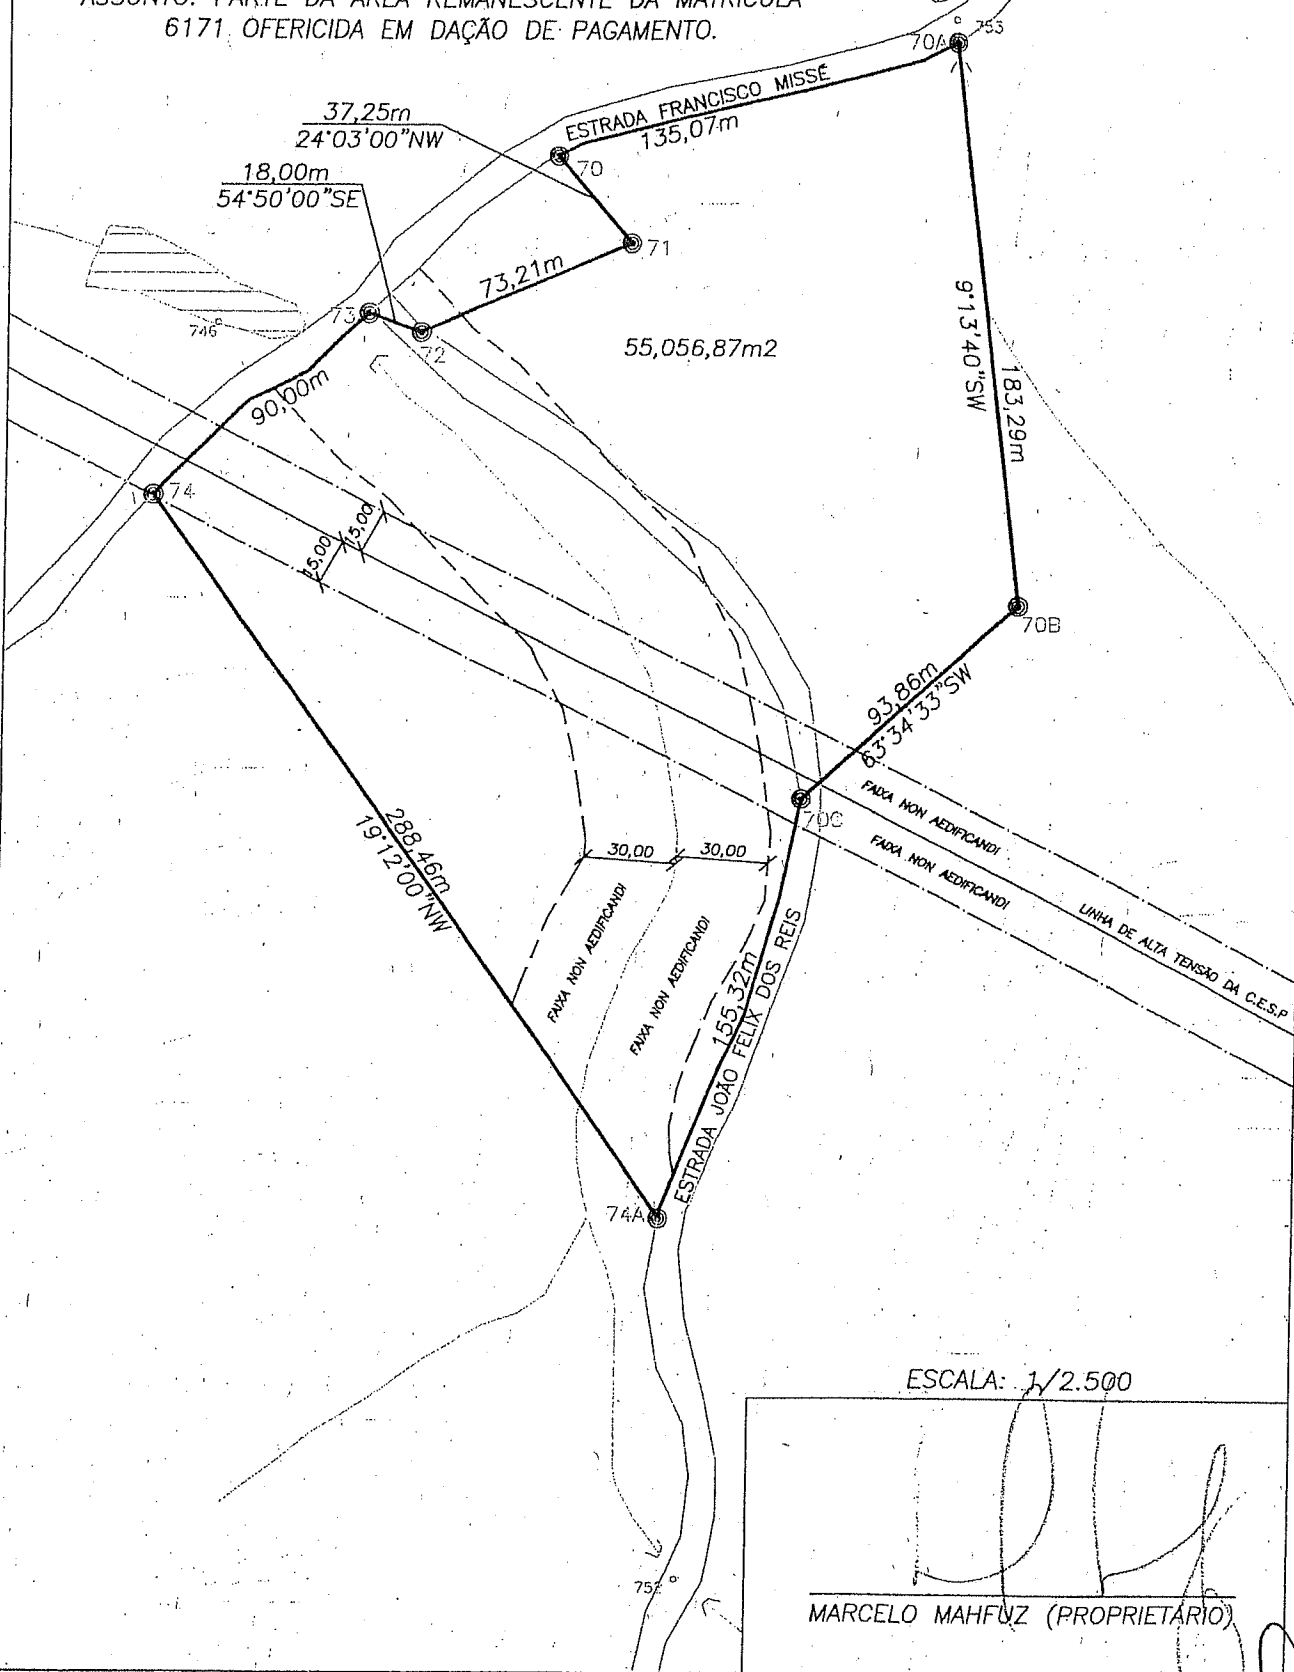 ASSUNTO: PARTE DA ÁREA REMANESCENTE DA MATRÍCULA
6171 OFERICIDA EM DAÇÃO DE PAGAMENTO.
70A
753
ESTRADA FRANCISCO MISSÉ
135,07m
37,25m
24°03'00"NW
70
18,00m
54°50'00"SE
71
73,21m
73
746
72
55,056,87m2
9°13'40"SW
183,29m
90,00m
74
15,00
15,00
70B
93,86m
63°34'33"SW
70C
FAIXA NON AEDIFICANDI
FAIXA NON AEDIFICANDI
LINHA DE ALTA TENSÃO DA C.E.S.P
288,46m
19°12'00"NW
30,00
30,00
FAIXA NON AEDIFICANDI
FAIXA NON AEDIFICANDI
155,32m
ESTRADA JOÃO FELIX DOS REIS
74A
ESCALA: 1/2.500
MARCELO MAHFUZ (PROPRIETÁRIO)